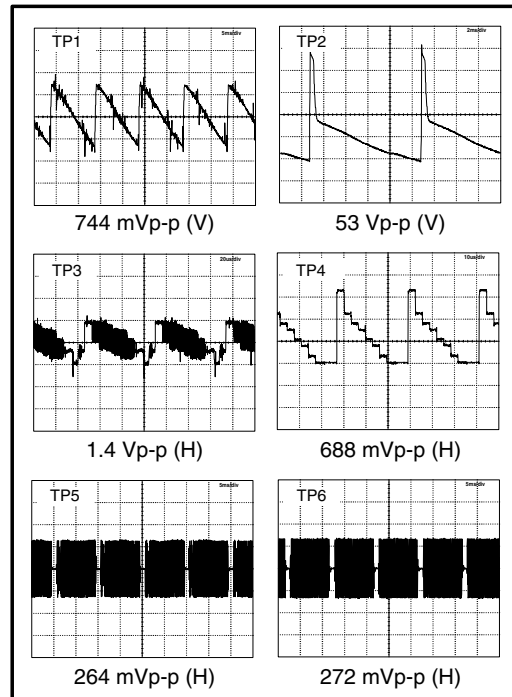 TP1
5ms/div
744 mVp-p (V)
TP2
2ms/div
53 Vp-p (V)
TP3
20us/div
1.4 Vp-p (H)
TP4
10us/div
688 mVp-p (H)
TP5
5ms/div
264 mVp-p (H)
TP6
5ms/div
272 mVp-p (H)